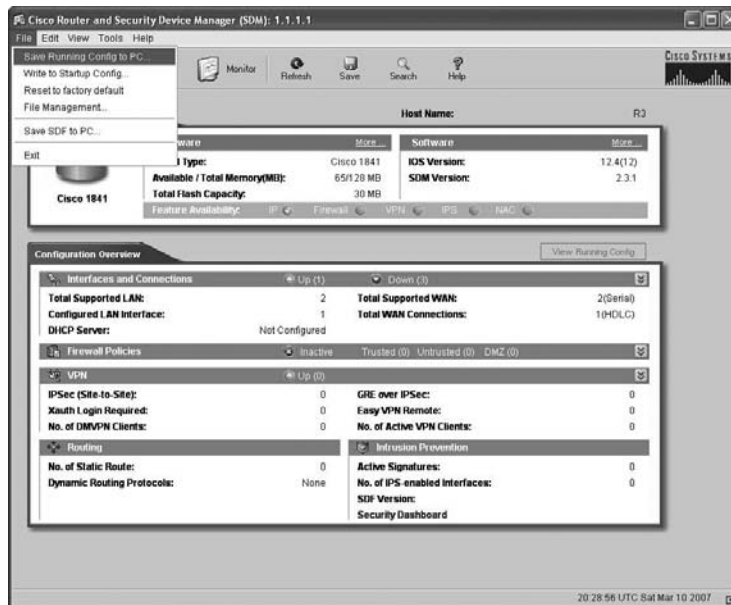 Cisco Router and Security Device Manager (SDM): 1.1.1.1
File Edit View Tools Help
Save Running Config to PC...
Write to Startup Config...
Reset to factory default
File Management...
Save SDF to PC...
Exit
Monitor Refresh Save Search Help
CISCO SYSTEMS
Host Name: R3
ware More ... Software More ...
Type: Cisco 1841 IOS Version: 12.4(12)
Available / Total Memory(MB): 65/128 MB SDM Version: 2.3.1
Total Flash Capacity: 30 MB
Cisco 1841
Feature Availability: IP Firewall VPN IPS NAC
Configuration Overview View Running Config
Interfaces and Connections Up (1) Down (3)
Total Supported LAN: 2 Total Supported WAN: 2(Serial)
Configured LAN Interface: 1 Total WAN Connections: 1(HDLC)
DHCP Server: Not Configured
Firewall Policies Inactive Trusted (0) Untrusted (0) DMZ (0)
VPN Up (0)
IPSec (Site-to-Site): 0 GRE over IPSec: 0
Xauth Login Required: 0 Easy VPN Remote: 0
No. of DMVPN Clients: 0 No. of Active VPN Clients: 0
Routing Intrusion Prevention
No. of Static Route: 0 Active Signatures: 0
Dynamic Routing Protocols: None No. of IPS-enabled Interfaces: 0
SDF Version:
Security Dashboard
20:28:56 UTC Sat Mar 10 2007